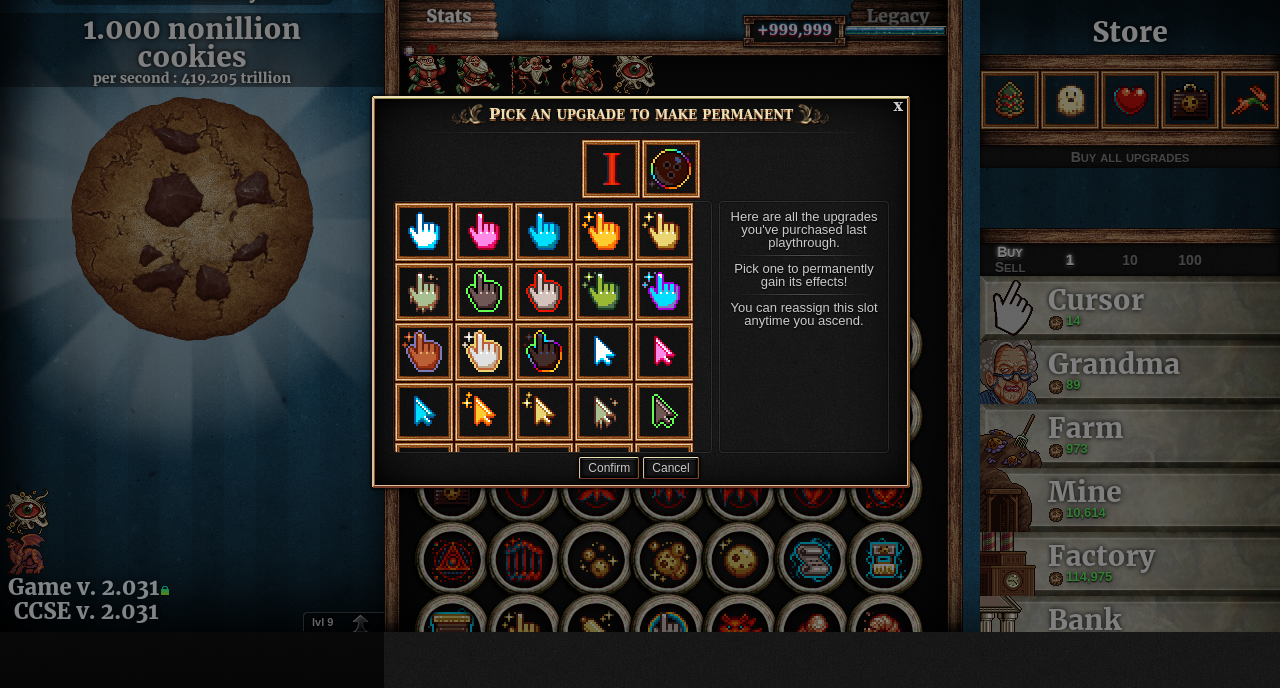 1.000 nonillion
cookies
per second : 419.205 trillion
Game v. 2.031
CCSE v. 2.031
lvl 9
Stats
+999,999
Legacy
Pick an upgrade to make permanent
x
I
Here are all the upgrades
you've purchased last
playthrough.
Pick one to permanently
gain its effects!
You can reassign this slot
anytime you ascend.
Confirm
Cancel
Store
Buy all upgrades
Buy
Sell
1
10
100
Cursor
14
Grandma
89
Farm
973
Mine
10,614
Factory
114,975
Bank